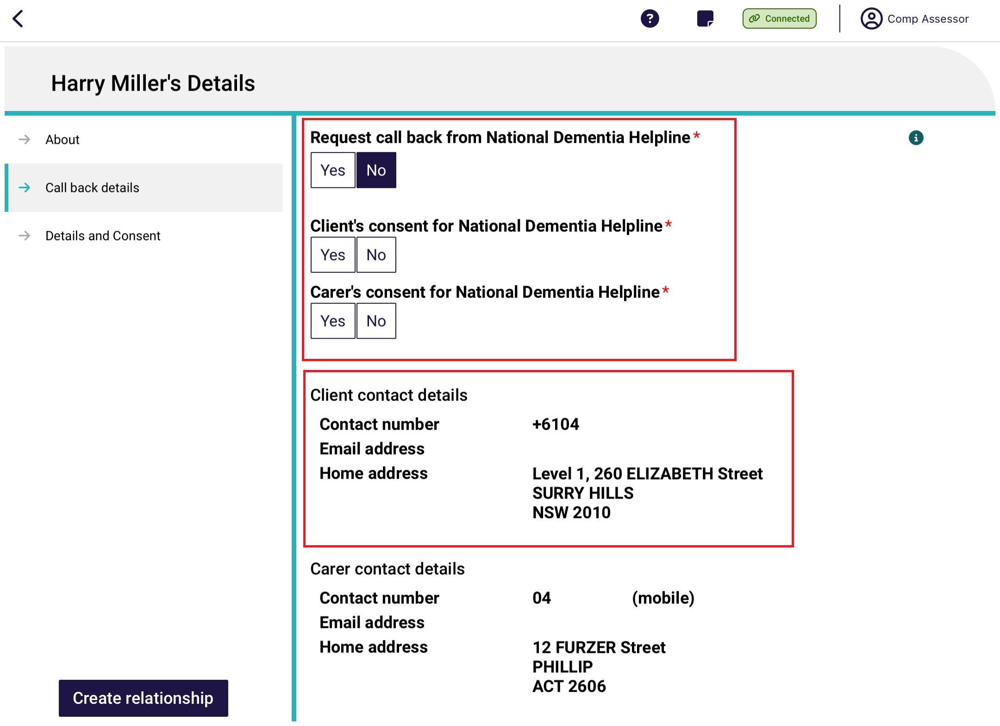 ? Connected Comp Assessor
Harry Miller's Details
About
Call back details
Details and Consent
Create relationship
Request call back from National Dementia Helpline*
Yes No
Client's consent for National Dementia Helpline*
Yes No
Carer's consent for National Dementia Helpline*
Yes No
Client contact details
Contact number +6104
Email address
Home address Level 1, 260 ELIZABETH Street
SURRY HILLS
NSW 2010
Carer contact details
Contact number 04 (mobile)
Email address
Home address 12 FURZER Street
PHILLIP
ACT 2606